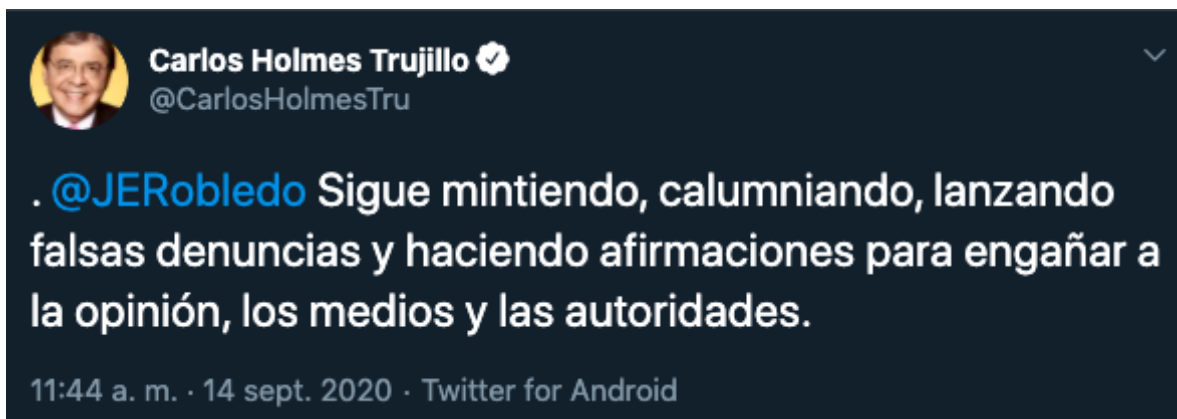 Carlos Holmes Trujillo
@CarlosHolmesTru
. @JERobledo Sigue mintiendo, calumniando, lanzando
falsas denuncias y haciendo afirmaciones para engañar a
la opinión, los medios y las autoridades.
11:44 a. m. · 14 sept. 2020 · Twitter for Android